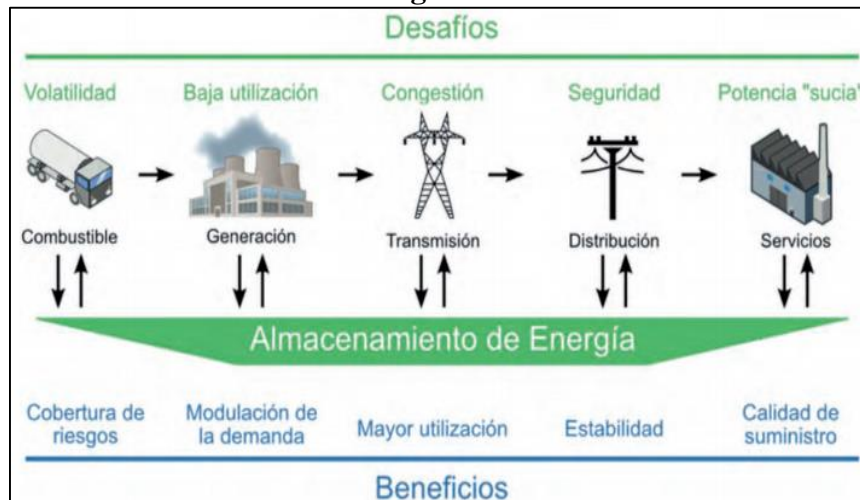 Desafíos
Volatilidad
Baja utilización
Congestión
Seguridad
Potencia "sucia"
Combustible
Generación
Transmisión
Distribución
Servicios
Almacenamiento de Energía
Cobertura de
riesgos
Modulación de
la demanda
Mayor utilización
Estabilidad
Calidad de
suministro
Beneficios